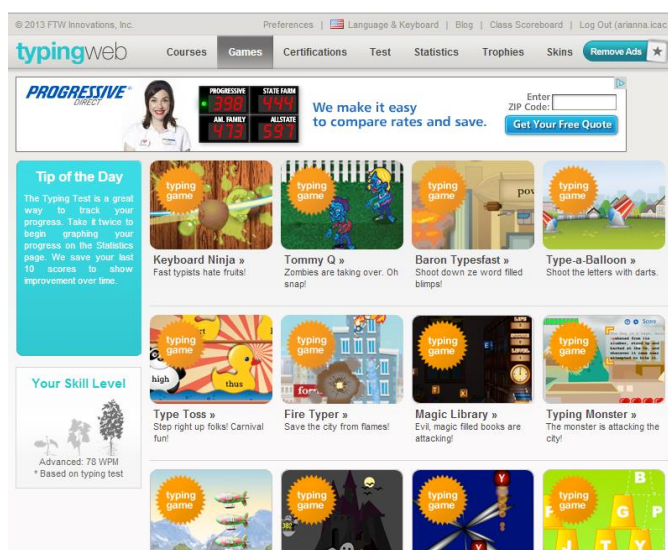 © 2013 FTW Innovations, Inc. Preferences | Language & Keyboard | Blog | Class Scoreboard | Log Out (arianna.icac
typingweb Courses Games Certifications Test Statistics Trophies Skins Remove Ads
PROGRESSIVE
DIRECT
PROGRESSIVE STATE FARM
398 444
AM. FAMILY ALLSTATE
473 597
We make it easy
to compare rates and save.
Enter
ZIP Code:
Get Your Free Quote
Tip of the Day
The Typing Test is a great
way to track your
progress. Take it twice to
begin graphing your
progress on the Statistics
page. We save your last
10 scores to show
improvement over time.
typing game
Keyboard Ninja »
Fast typists hate fruits!
typing game
Tommy Q »
Zombies are taking over. Oh
snap!
typing game
pov
Baron Typesfast »
Shoot down ze word filled
blimps!
typing game
Type-a-Balloon »
Shoot the letters with darts.
Your Skill Level
Advanced: 78 WPM
* Based on typing test
typing game
high
thus
Type Toss »
Step right up folks! Carnival
fun!
typing game
Fire Typer »
Save the city from flames!
typing game
Magic Library »
Evil, magic filled books are
attacking!
typing game
Score
Typing Monster »
The monster is attacking the
city!
typing game
typing game
typing game
Y
typing game
B
G P
J T Y